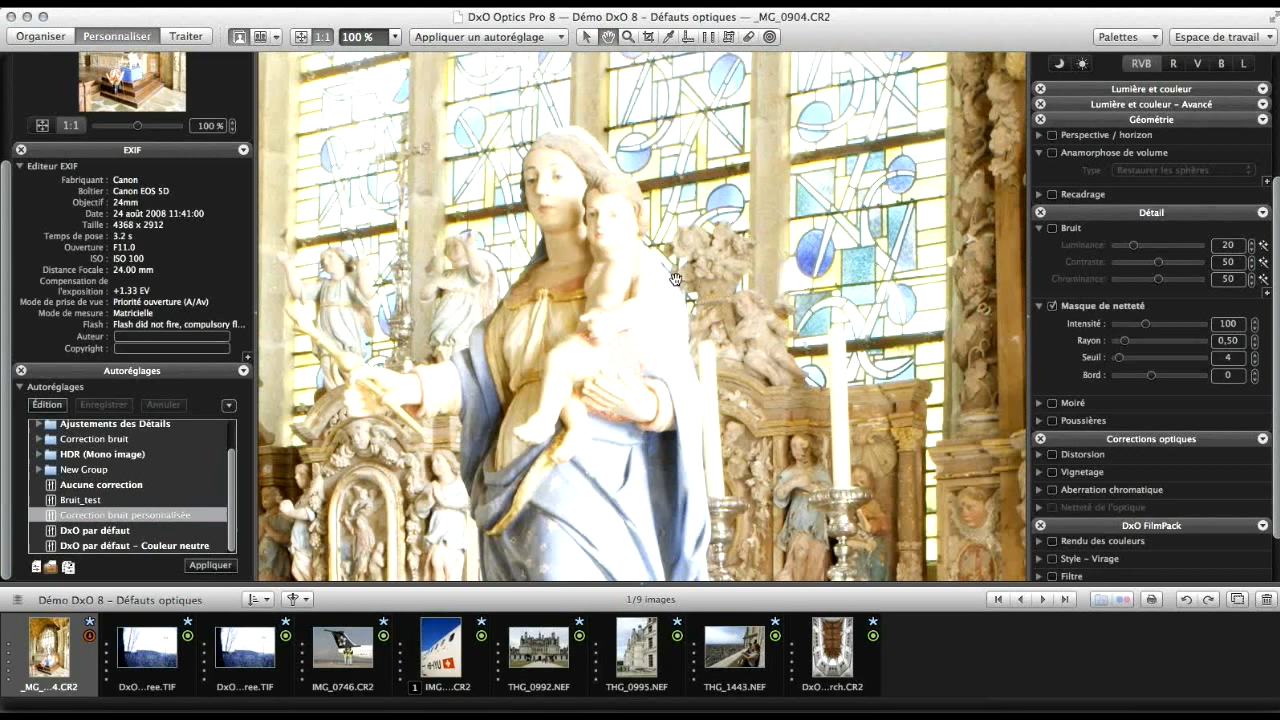 DxO Optics Pro 8 — Démo DxO 8 – Défauts optiques — _MG_0904.CR2
Organiser Personnaliser Traiter 1:1 100 % Appliquer un autoréglage Palettes Espace de travail
1:1 100 %
EXIF
Editeur EXIF
Fabriquant : Canon
Boîtier : Canon EOS 5D
Objectif : 24mm
Date : 24 août 2008 11:41:00
Taille : 4368 x 2912
Temps de pose : 3.2 s
Ouverture : F11.0
ISO : ISO 100
Distance Focale : 24.00 mm
Compensation de
l'exposition : +1.33 EV
Mode de prise de vue : Priorité ouverture (A/Av)
Mode de mesure : Matricielle
Flash : Flash did not fire, compulsory fl...
Auteur :
Copyright :
Autoréglages
Autoréglages
Édition Enregistrer Annuler
Ajustements des Détails
Correction bruit
HDR (Mono image)
New Group
Aucune correction
Bruit_test
Correction bruit personnalisée
DxO par défaut
DxO par défaut – Couleur neutre
Appliquer
RVB R V B L
Lumière et couleur
Lumière et couleur – Avancé
Géométrie
Perspective / horizon
Anamorphose de volume
Type Restaurer les sphères
Recadrage
Détail
Bruit
Luminance: 20
Contraste: 50
Chrominance: 50
Masque de netteté
Intensité : 100
Rayon : 0,50
Seuil : 4
Bord : 0
Moiré
Poussières
Corrections optiques
Distorsion
Vignetage
Aberration chromatique
Netteté de l'optique
DxO FilmPack
Rendu des couleurs
Style – Virage
Filtre
Démo DxO 8 – Défauts optiques 1/9 images
_MG_...4.CR2 DxO...ree.TIF DxO...ree.TIF IMG_0746.CR2 1 IMG....CR2 THG_0992.NEF THG_0995.NEF THG_1443.NEF DxO...rch.CR2